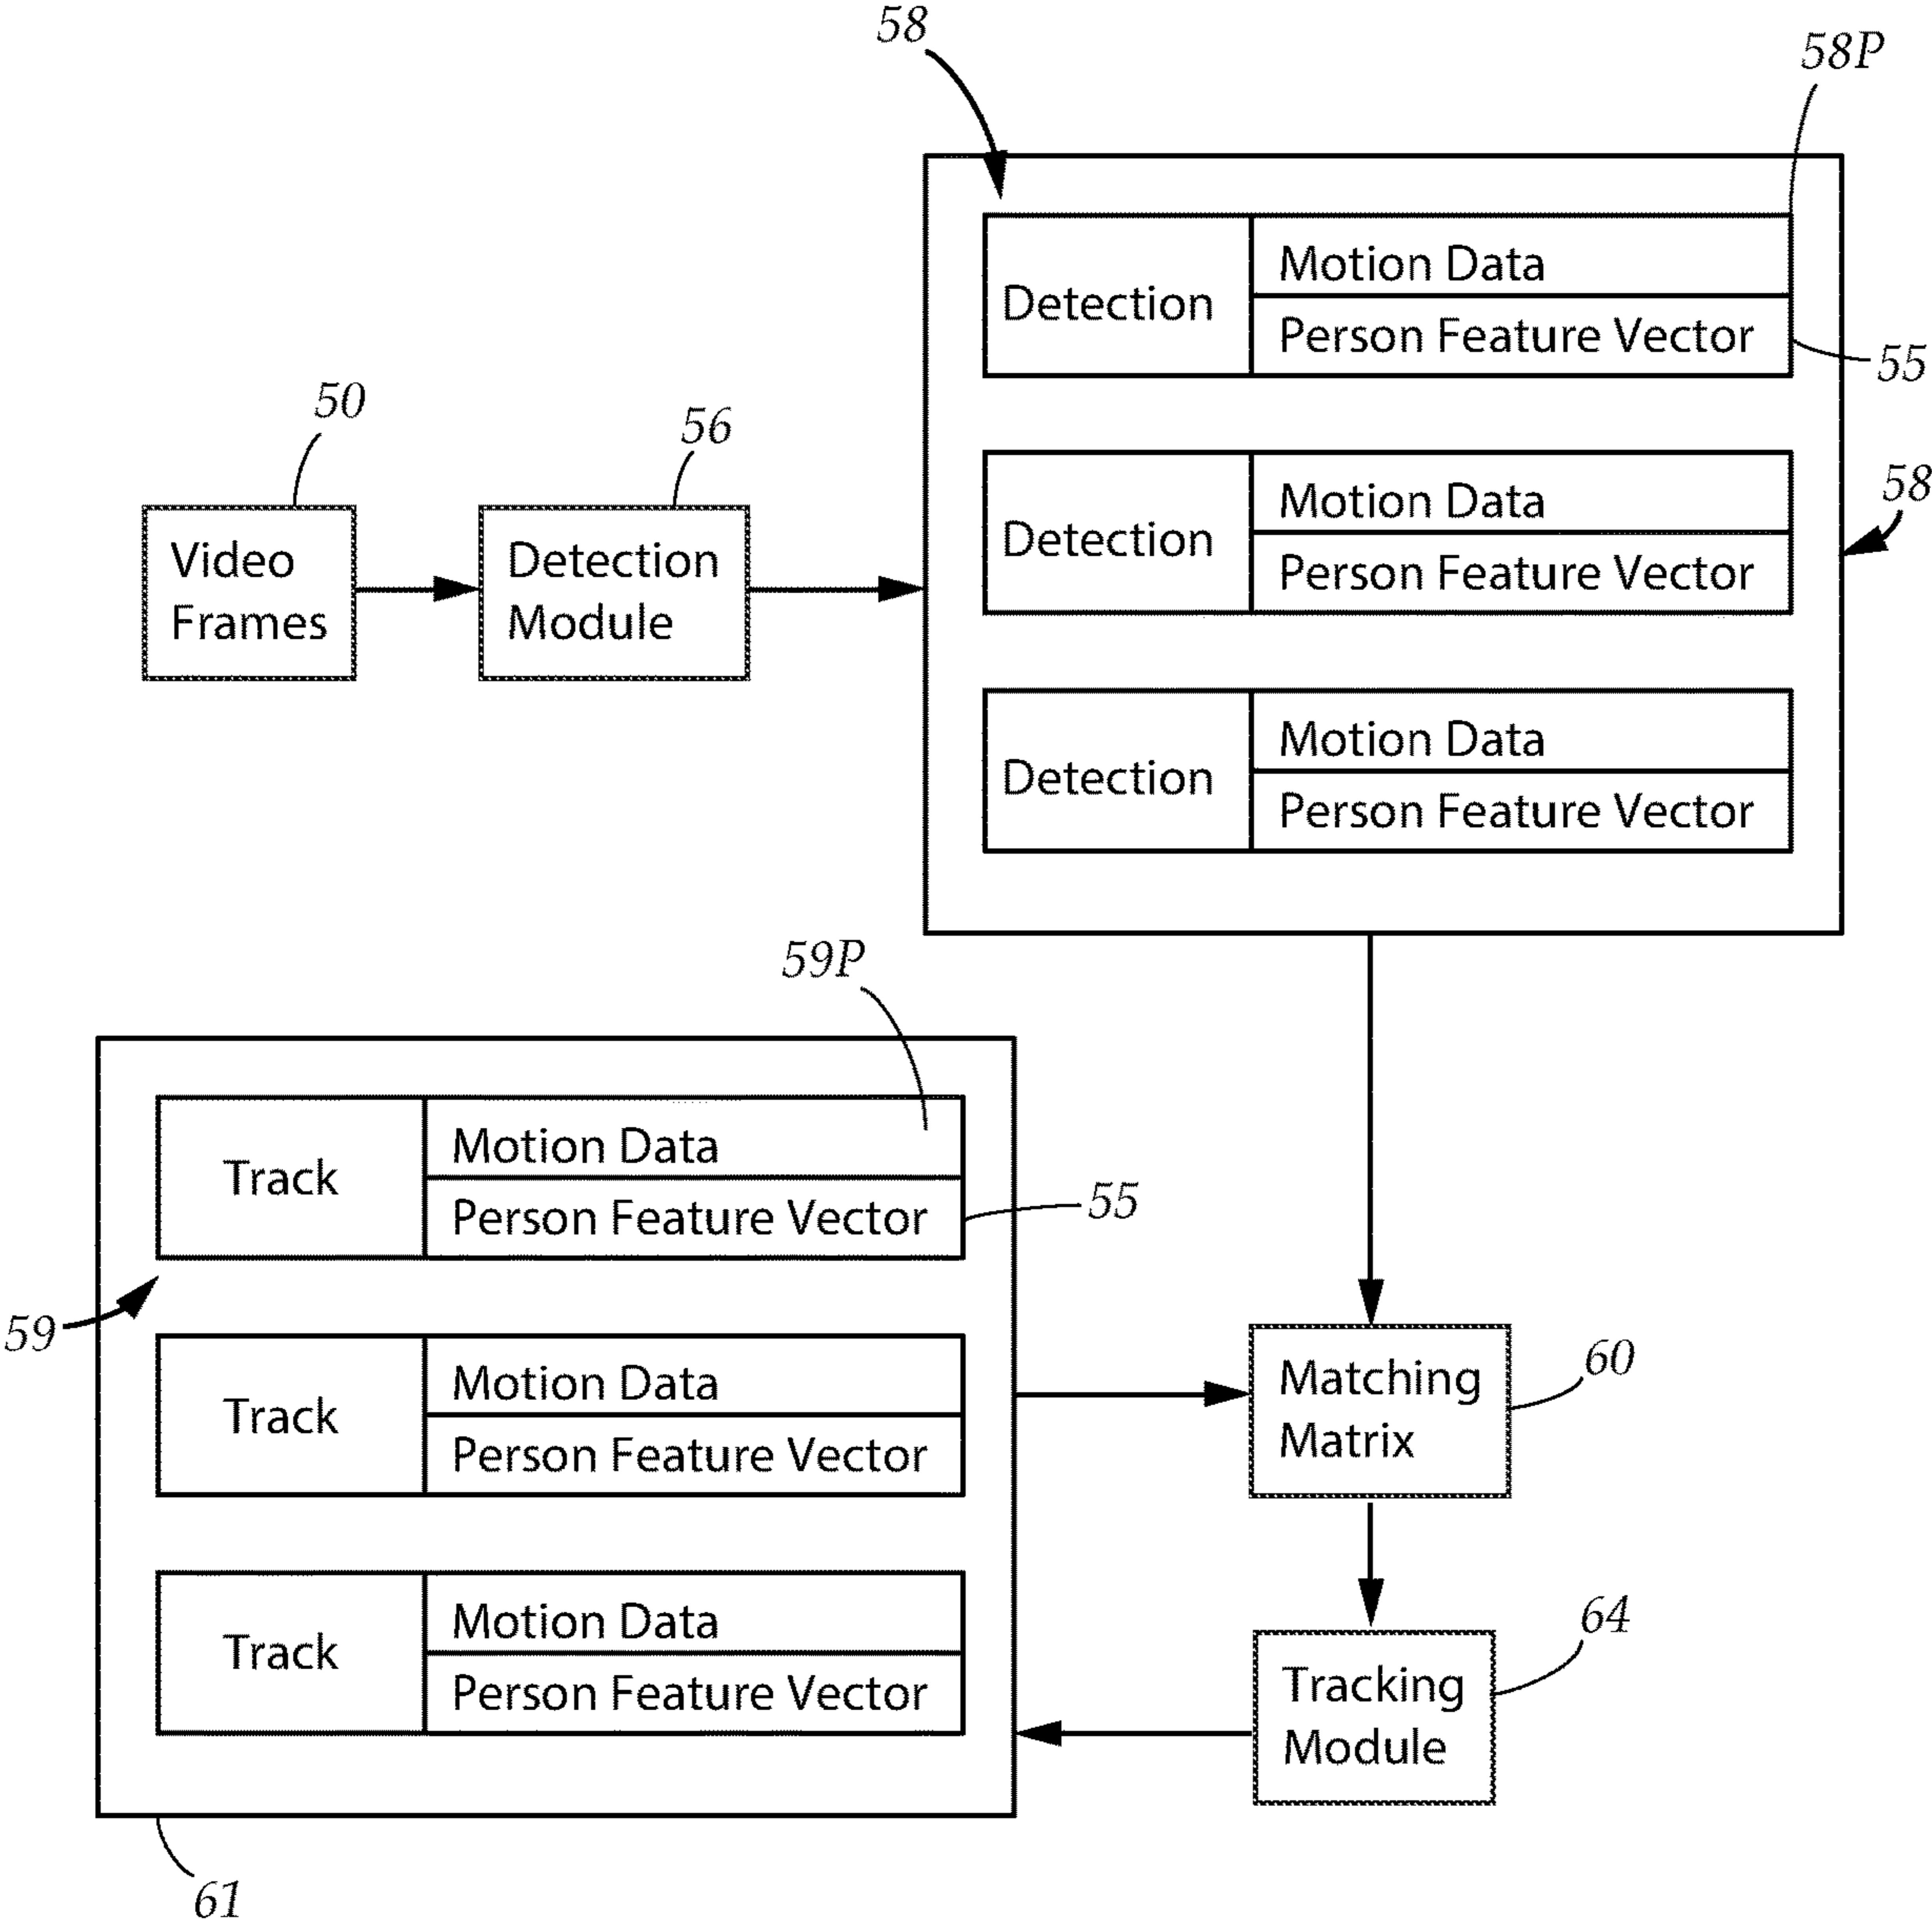 58
58P
Detection
Motion Data
Person Feature Vector
55
50
56
Video
Frames
Detection
Module
Detection
Motion Data
Person Feature Vector
58
Detection
Motion Data
Person Feature Vector
59P
Track
Motion Data
Person Feature Vector
55
59
Track
Motion Data
Person Feature Vector
Matching
Matrix
60
Track
Motion Data
Person Feature Vector
Tracking
Module
64
61